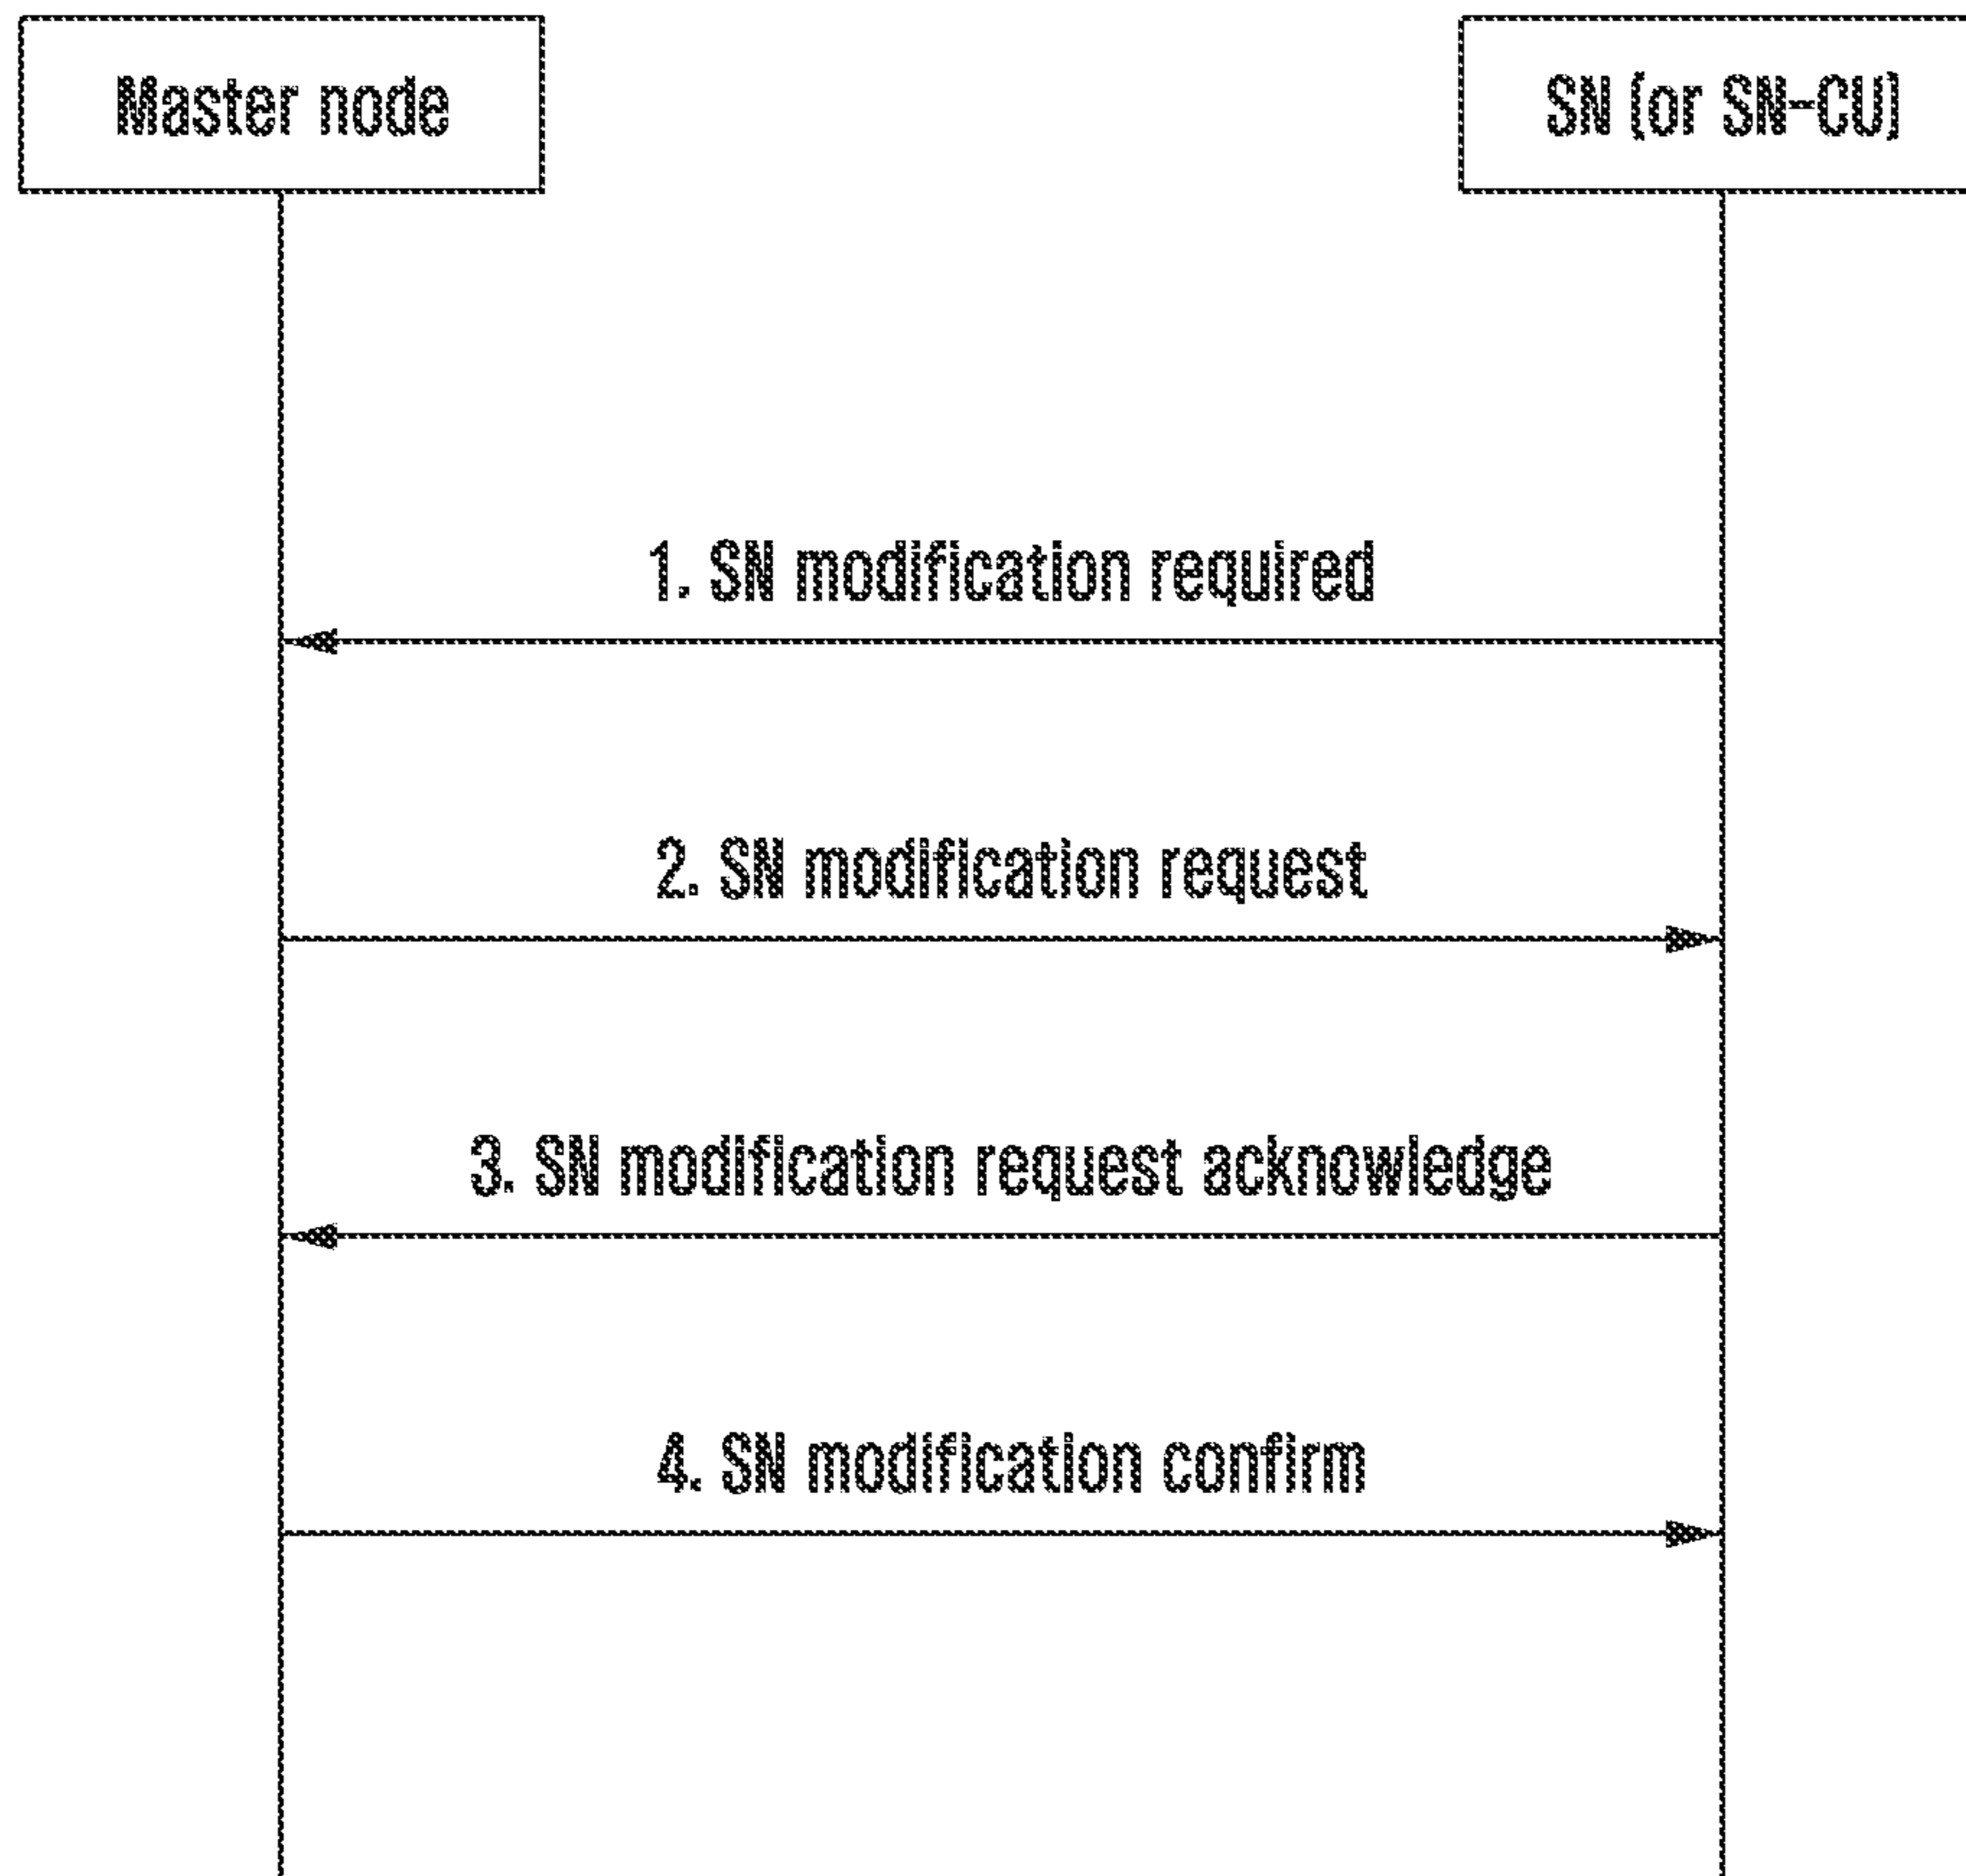 Master node
SN (or SN-CU)
1. SN modification required
2. SN modification request
3. SN modification request acknowledge
4. SN modification confirm